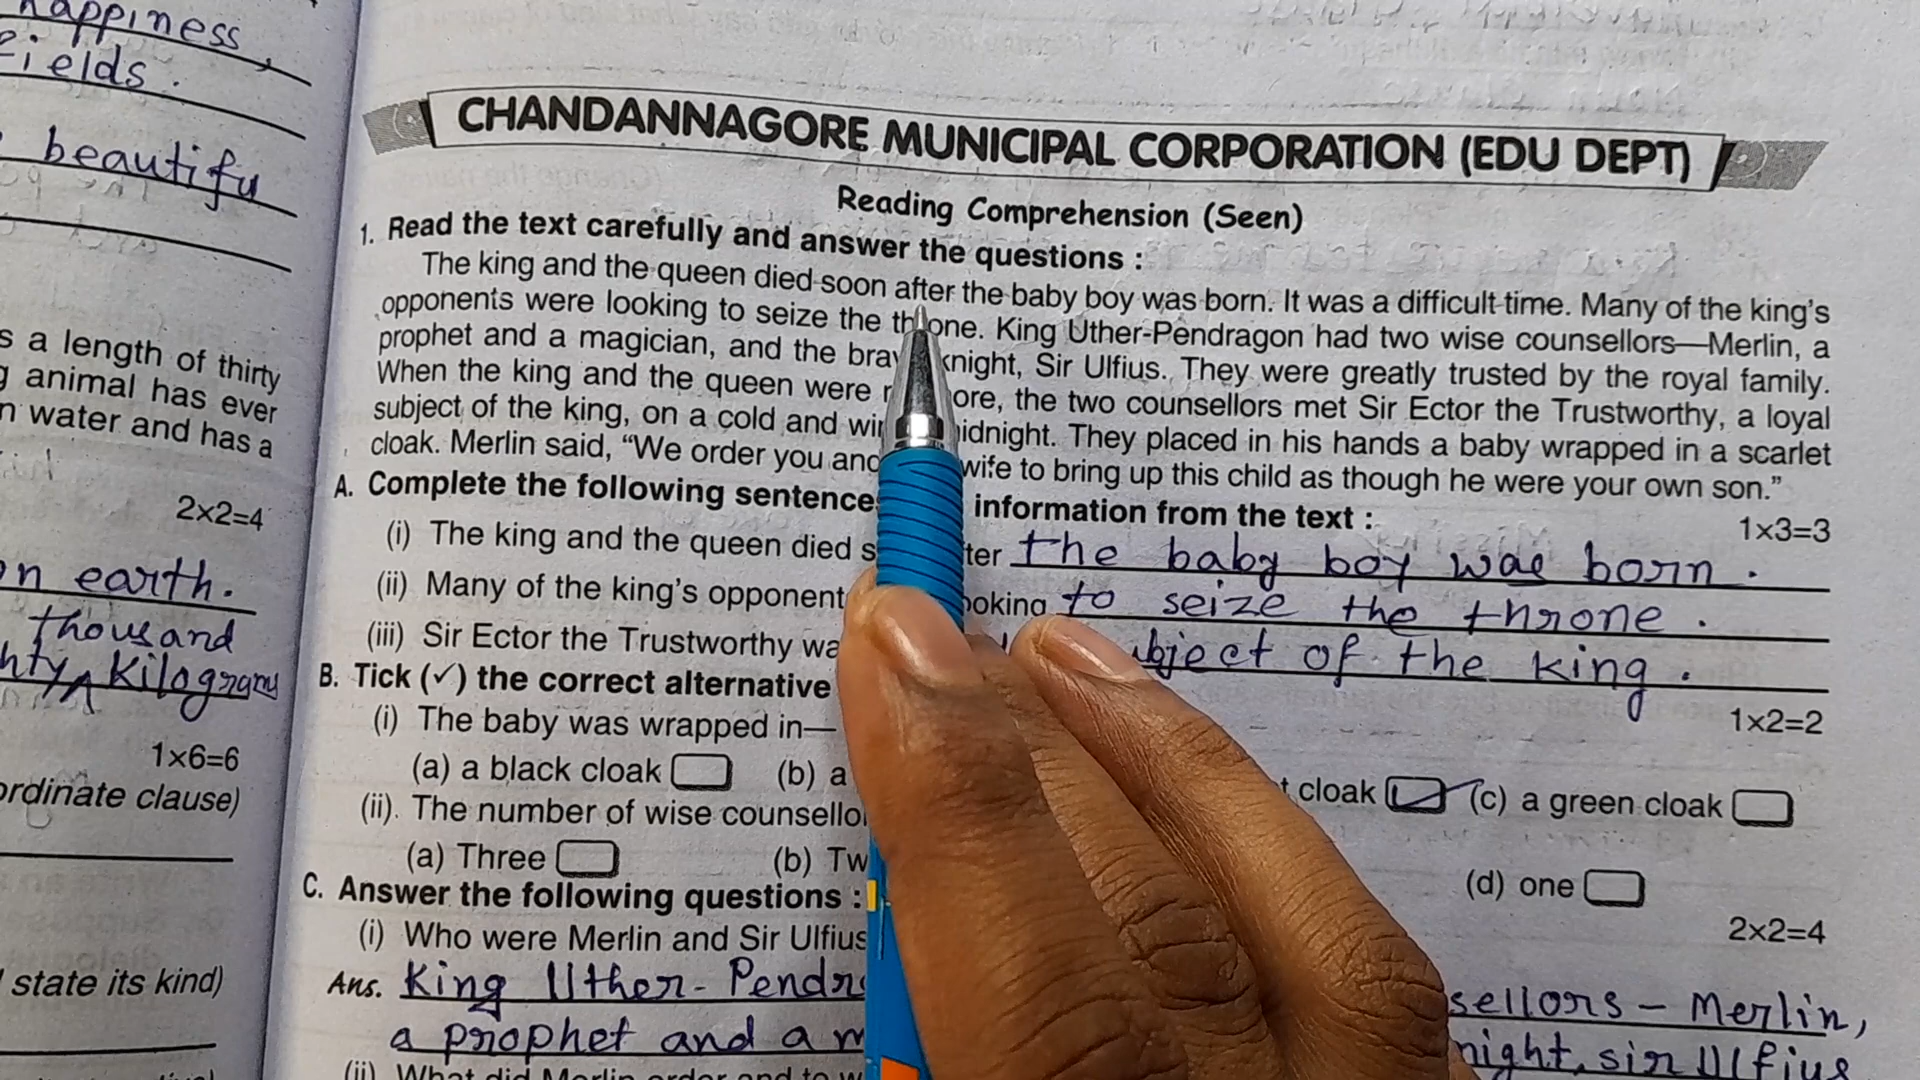 happiness,
fields.
beautifu
s a length of thirty
g animal has ever
n water and has a
2×2=4
on earth.
thousand
hty kilograms
1×6=6
ordinate clause)
state its kind)
CHANDANNAGORE MUNICIPAL CORPORATION (EDU DEPT)
Reading Comprehension (Seen)
1. Read the text carefully and answer the questions :
The king and the queen died soon after the baby boy was born. It was a difficult time. Many of the king's
opponents were looking to seize the throne. King Uther-Pendragon had two wise counsellors—Merlin, a
prophet and a magician, and the brav knight, Sir Ulfius. They were greatly trusted by the royal family.
When the king and the queen were ore, the two counsellors met Sir Ector the Trustworthy, a loyal
subject of the king, on a cold and win idnight. They placed in his hands a baby wrapped in a scarlet
cloak. Merlin said, “We order you and wife to bring up this child as though he were your own son.”
A. Complete the following sentence information from the text : 1×3=3
(i) The king and the queen died s ter the baby boy was born.
(ii) Many of the king's opponent ooking to seize the throne.
(iii) Sir Ector the Trustworthy wa bject of the king.
B. Tick (✓) the correct alternative 1×2=2
(i) The baby was wrapped in—
(a) a black cloak (b) a t cloak (c) a green cloak
(ii). The number of wise counsello
(a) Three (b) Tw (d) one
C. Answer the following questions : 2×2=4
(i) Who were Merlin and Sir Ulfius
Ans. King Uther-Pendra sellors – Merlin,
a prophet and a m night, sir Ulfius
(ii) What did Merlin order and to w